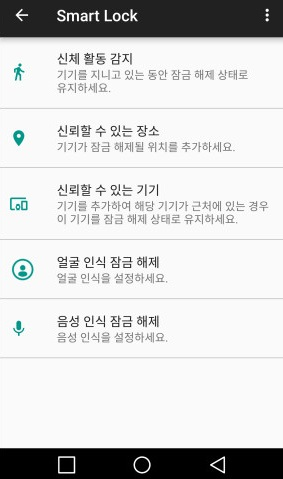 Smart Lock
신체 활동 감지
기기를 지니고 있는 동안 잠금 해제 상태로
유지하세요.
신뢰할 수 있는 장소
기기가 잠금 해제될 위치를 추가하세요.
신뢰할 수 있는 기기
기기를 추가하여 해당 기기가 근처에 있는 경우
이 기기를 잠금 해제 상태로 유지하세요.
얼굴 인식 잠금 해제
얼굴 인식을 설정하세요.
음성 인식 잠금 해제
음성 인식을 설정하세요.